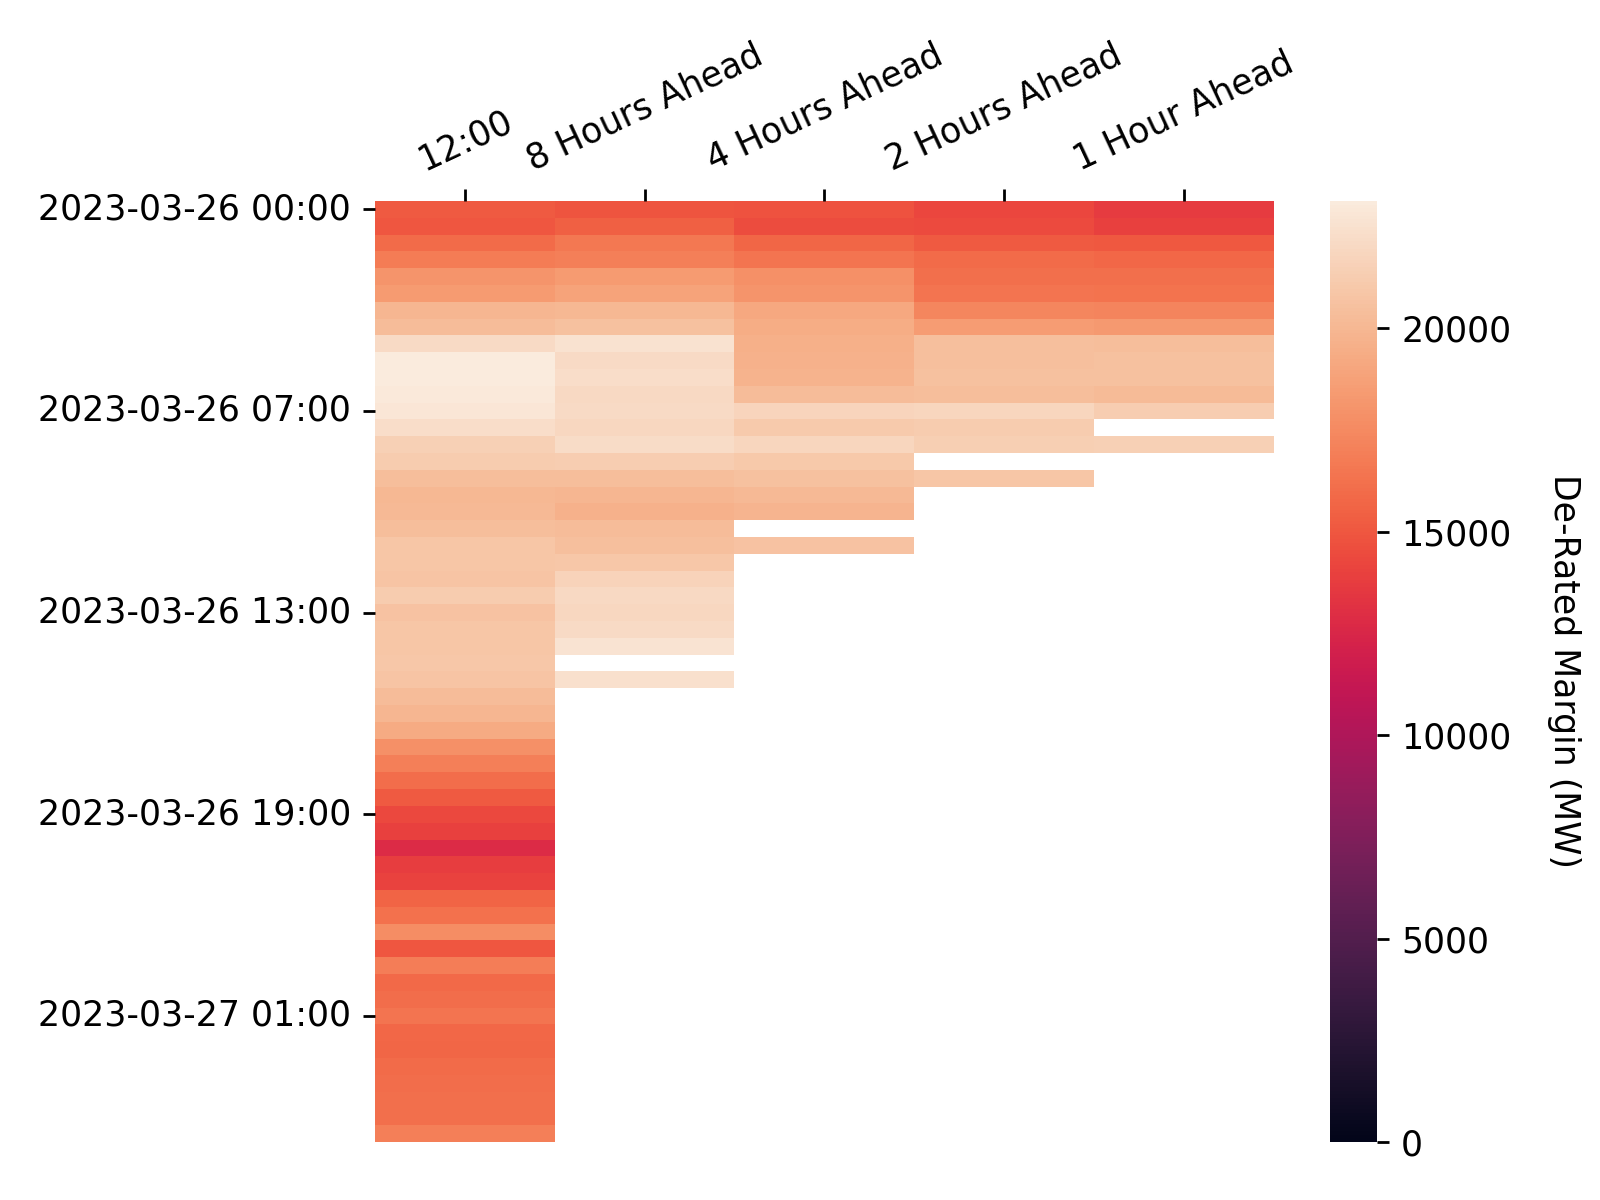 12:00
8 Hours Ahead
4 Hours Ahead
2 Hours Ahead
1 Hour Ahead
2023-03-26 00:00
2023-03-26 07:00
2023-03-26 13:00
2023-03-26 19:00
2023-03-27 01:00
20000
15000
10000
5000
0
De-Rated Margin (MW)